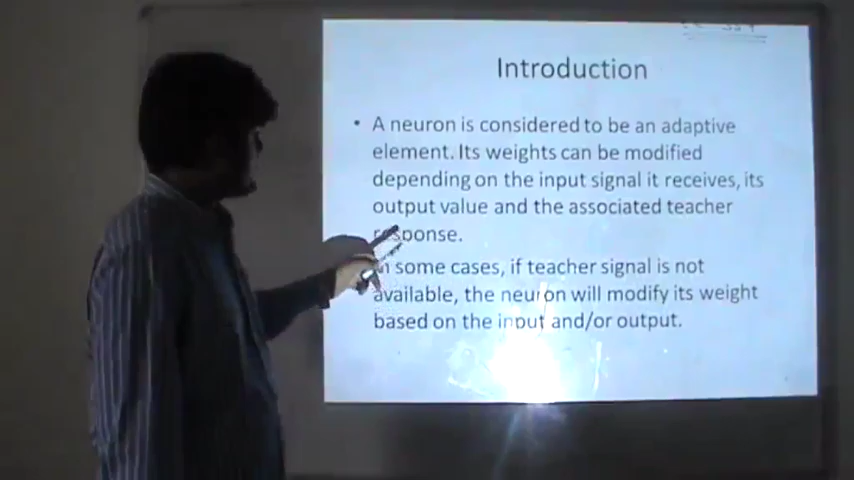 Introduction
• A neuron is considered to be an adaptive
element. Its weights can be modified
depending on the input signal it receives, its
output value and the associated teacher
response.
In some cases, if teacher signal is not
available, the neuron will modify its weight
based on the input and/or output.